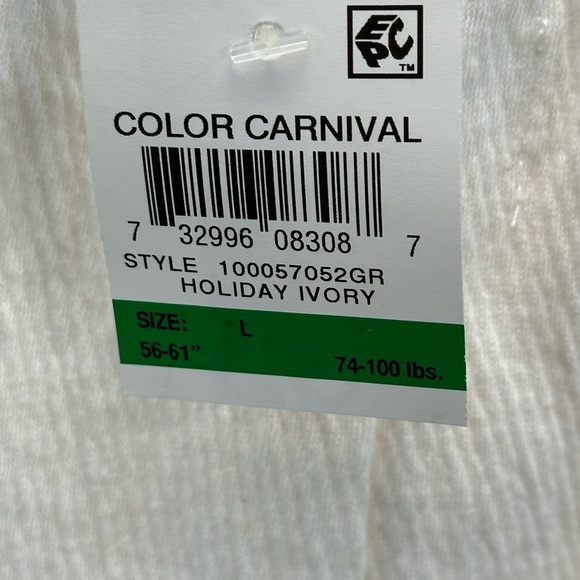 EPC
TM
COLOR CARNIVAL
7 32996 08308 7
STYLE 100057052GR
HOLIDAY IVORY
SIZE: L
56-61" 74-100 lbs.